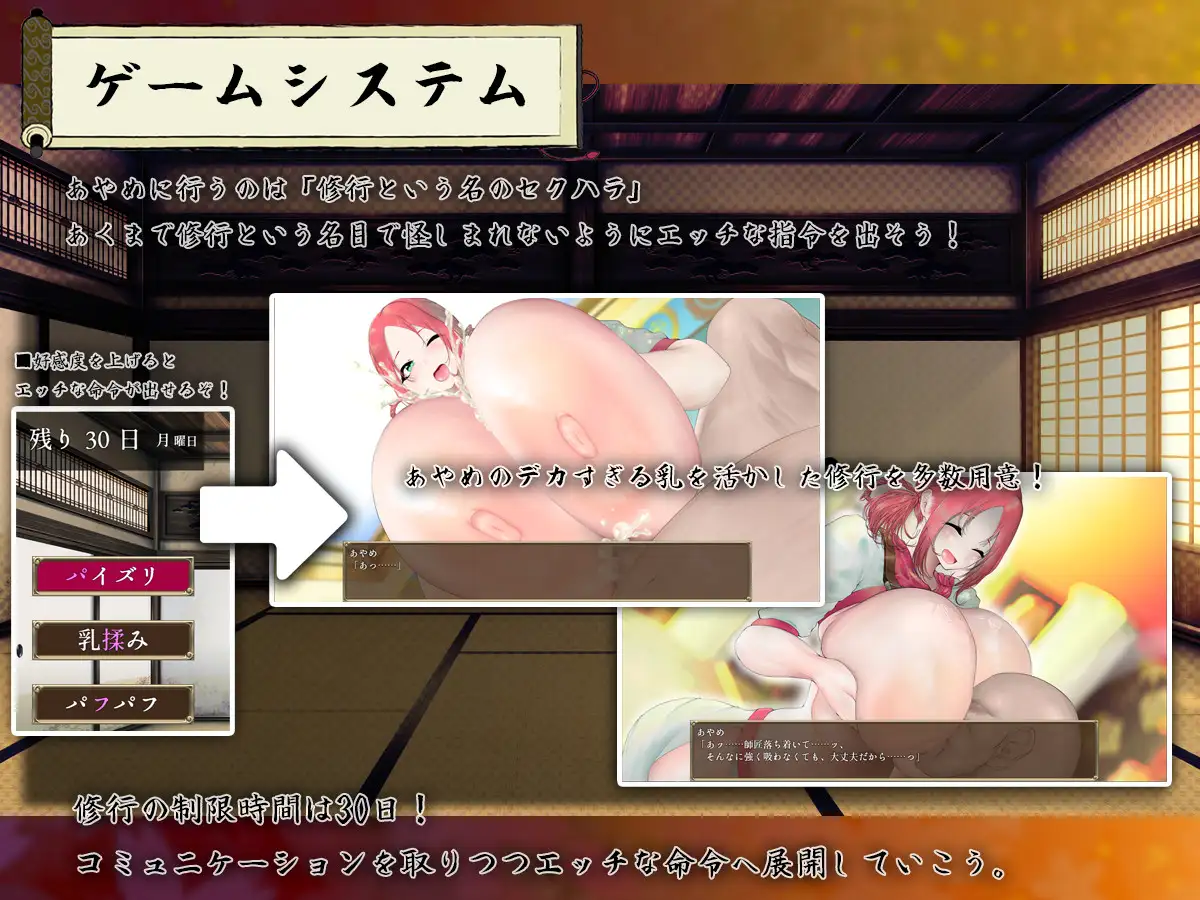 ゲームシステム
あやめに行うのは「修行という名のセクハラ」
あくまで修行という名目で怪しまれないようにエッチな指令を出そう！
■好感度を上げると
エッチな命令が出せるぞ！
残り 30 日 月曜日
パイズリ
乳揉み
パフパフ
あやめ
「あっ……」
あやめのデカすぎる乳を活かした修行を多数用意！
あやめ
「あッ……師匠落ち着いて……ッ、
そんなに強く吸わなくても、大丈夫だから……っ」
修行の制限時間は30日！
コミュニケーションを取りつつエッチな命令へ展開していこう。